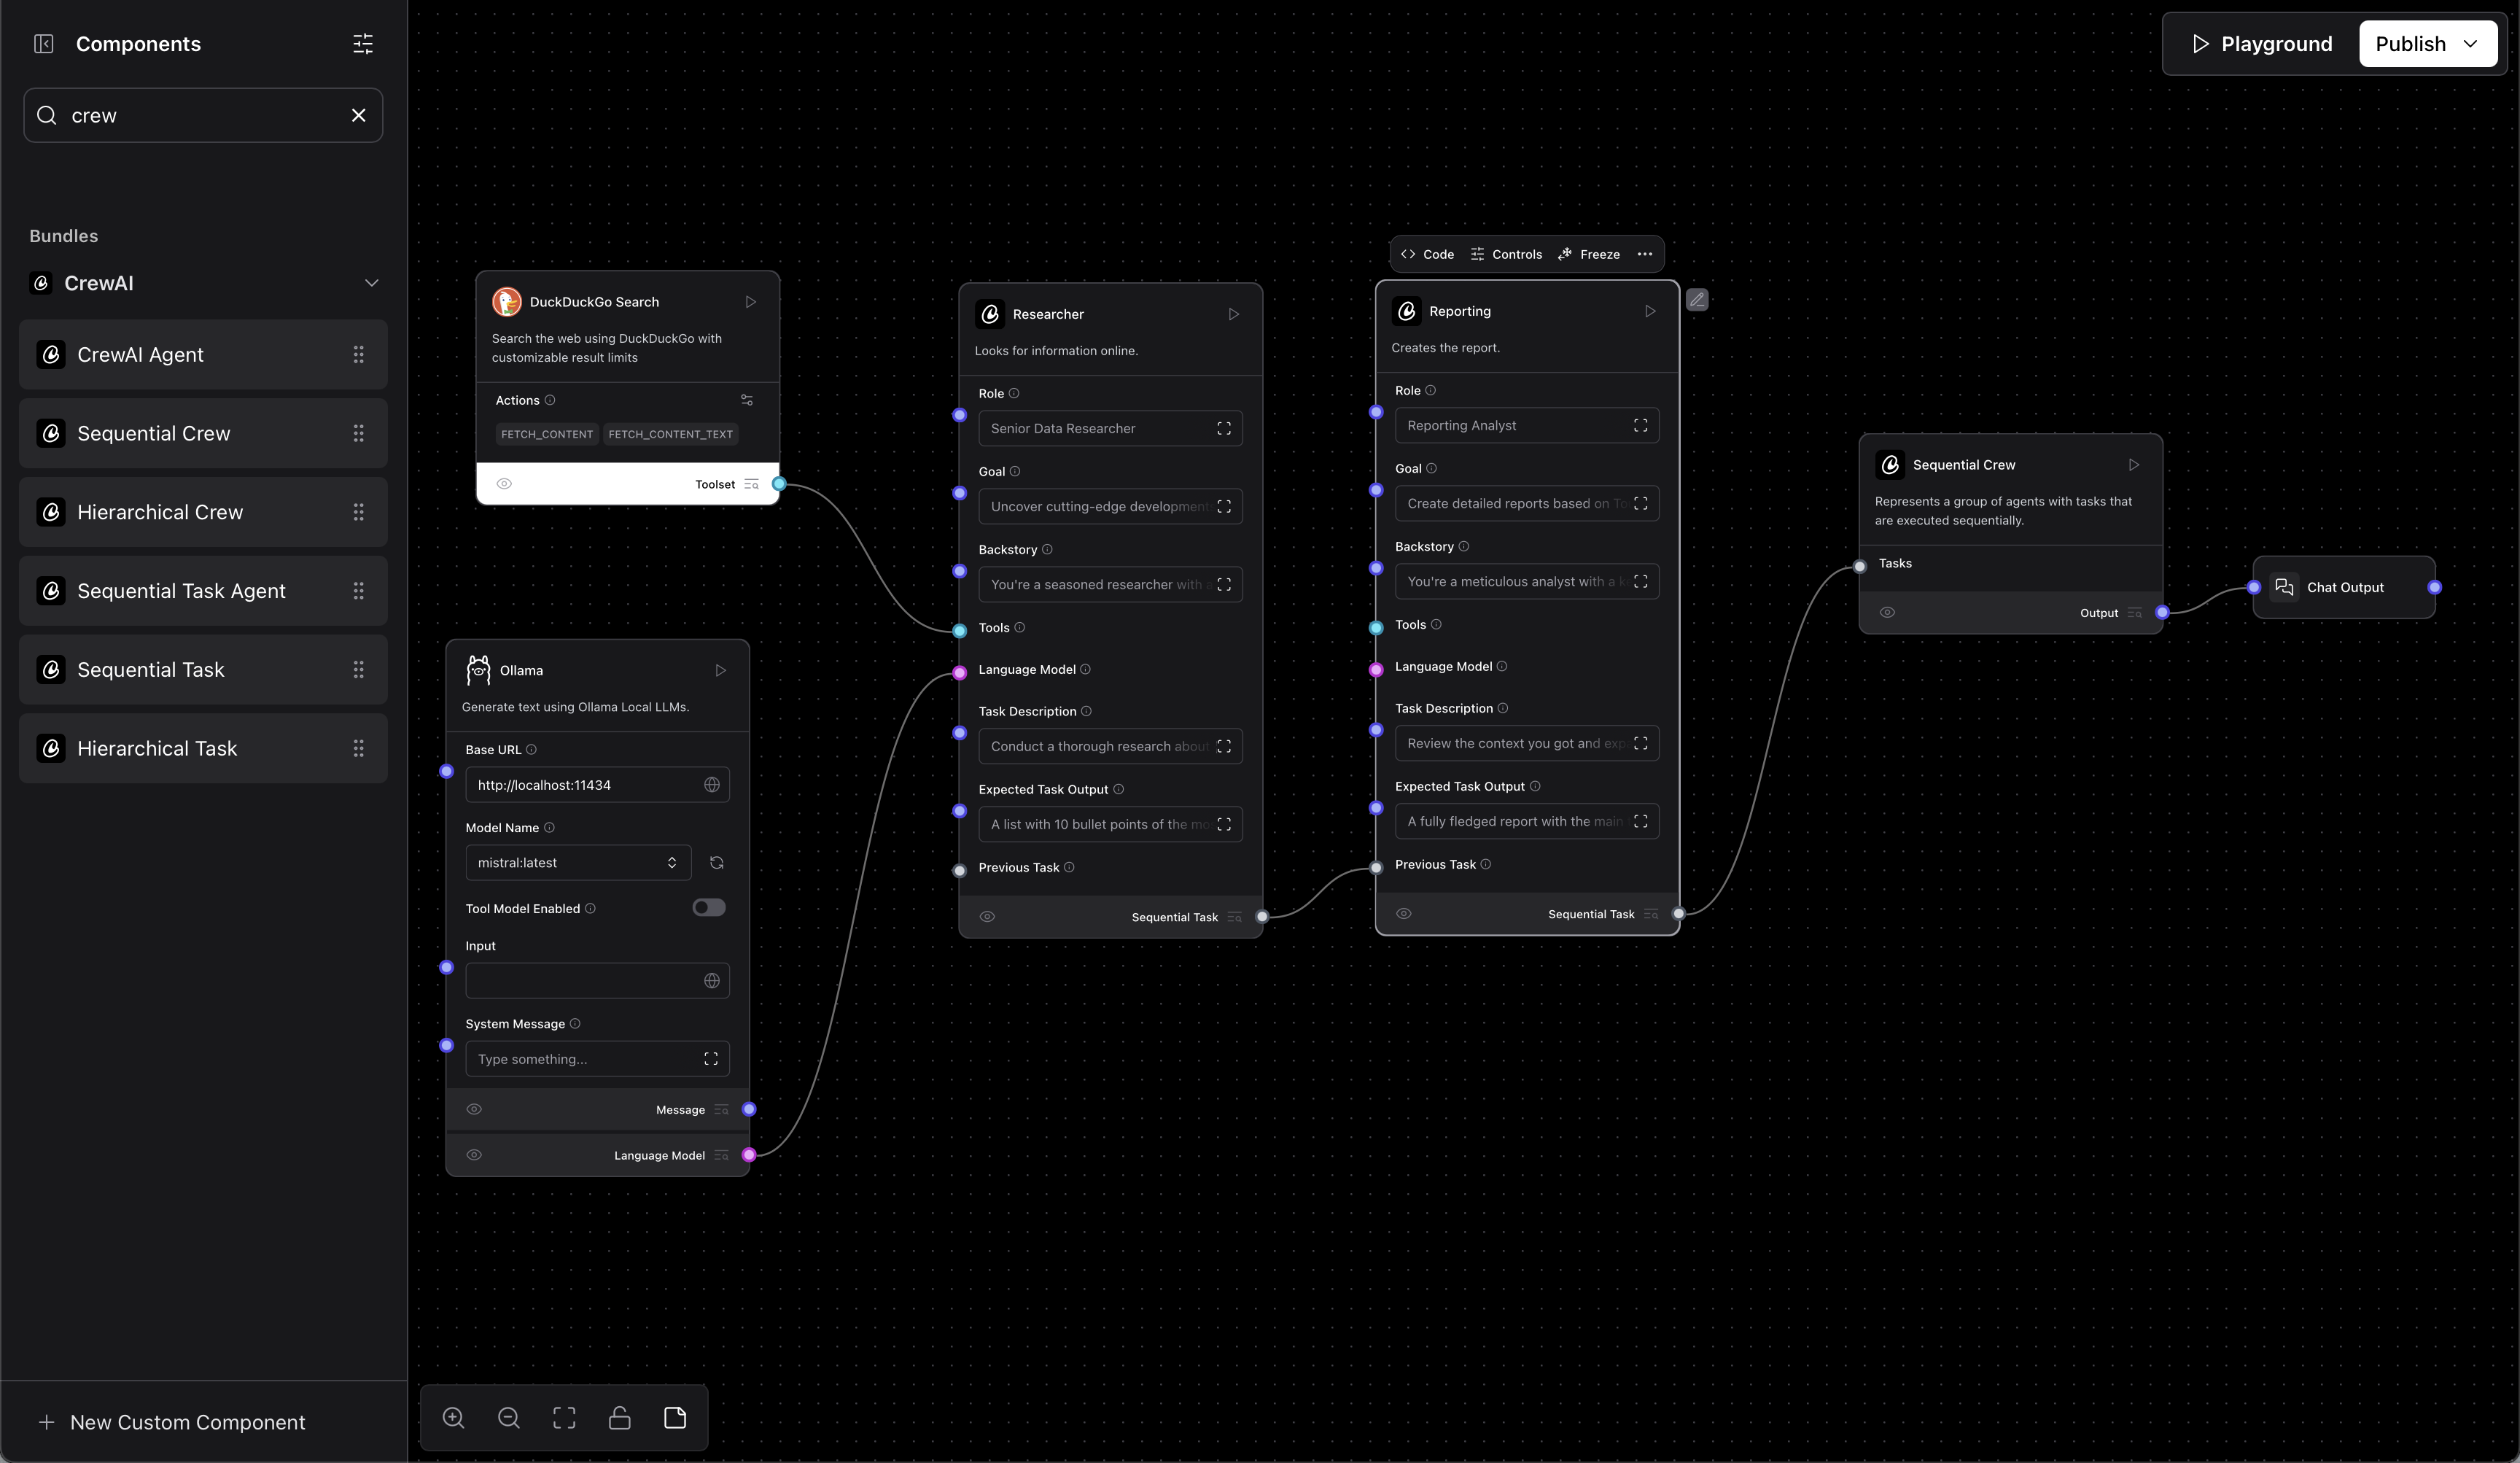 Components
crew
Bundles
CrewAI
CrewAI Agent
Sequential Crew
Hierarchical Crew
Sequential Task Agent
Sequential Task
Hierarchical Task
New Custom Component
Playground
Publish
DuckDuckGo Search
Search the web using DuckDuckGo with
customizable result limits
Actions
FETCH_CONTENT FETCH_CONTENT_TEXT
Toolset
Ollama
Generate text using Ollama Local LLMs.
Base URL
http://localhost:11434
Model Name
mistral:latest
Tool Model Enabled
Input
System Message
Type something...
Message
Language Model
Researcher
Looks for information online.
Role
Senior Data Researcher
Goal
Uncover cutting-edge development
Backstory
You're a seasoned researcher with a
Tools
Language Model
Task Description
Conduct a thorough research about
Expected Task Output
A list with 10 bullet points of the mo
Previous Task
Sequential Task
Code Controls Freeze
Reporting
Creates the report.
Role
Reporting Analyst
Goal
Create detailed reports based on To
Backstory
You're a meticulous analyst with a k
Tools
Language Model
Task Description
Review the context you got and exp
Expected Task Output
A fully fledged report with the main
Previous Task
Sequential Task
Sequential Crew
Represents a group of agents with tasks that
are executed sequentially.
Tasks
Output
Chat Output